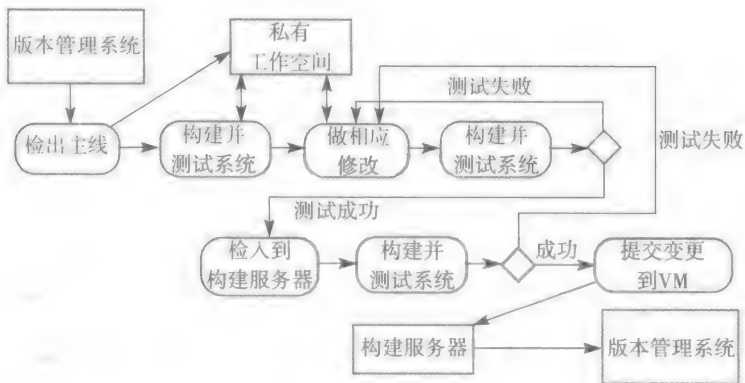 私有
工作空间
版本管理系统
测试失败
检出主线
构建并
测试系统
做相应
修改
构建并
测试系统
测试失败
测试成功
检入到
构建服务器
构建并
测试系统
成功
提交变更
到VM
构建服务器
版本管理系统